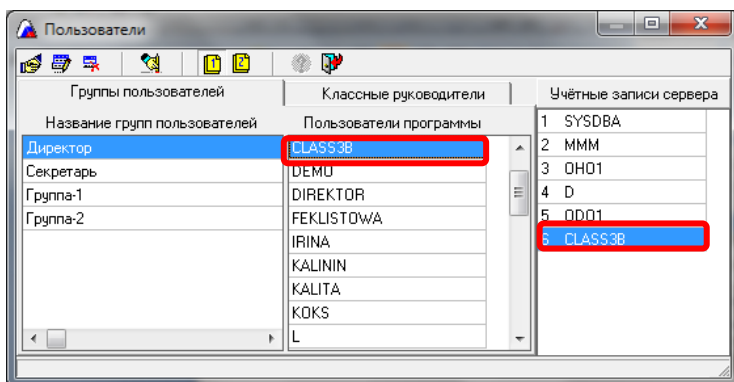 Пользователи
Группы пользователей
Классные руководители
Учётные записи сервера
Название групп пользователей
Директор
Секретарь
Группа-1
Группа-2
Пользователи программы
CLASS3B
DEMO
DIREKTOR
FEKLISTOWA
IRINA
KALININ
KALITA
KOKS
L
1 SYSDBA
2 MMM
3 OHO1
4 D
5 ODO1
6 CLASS3B